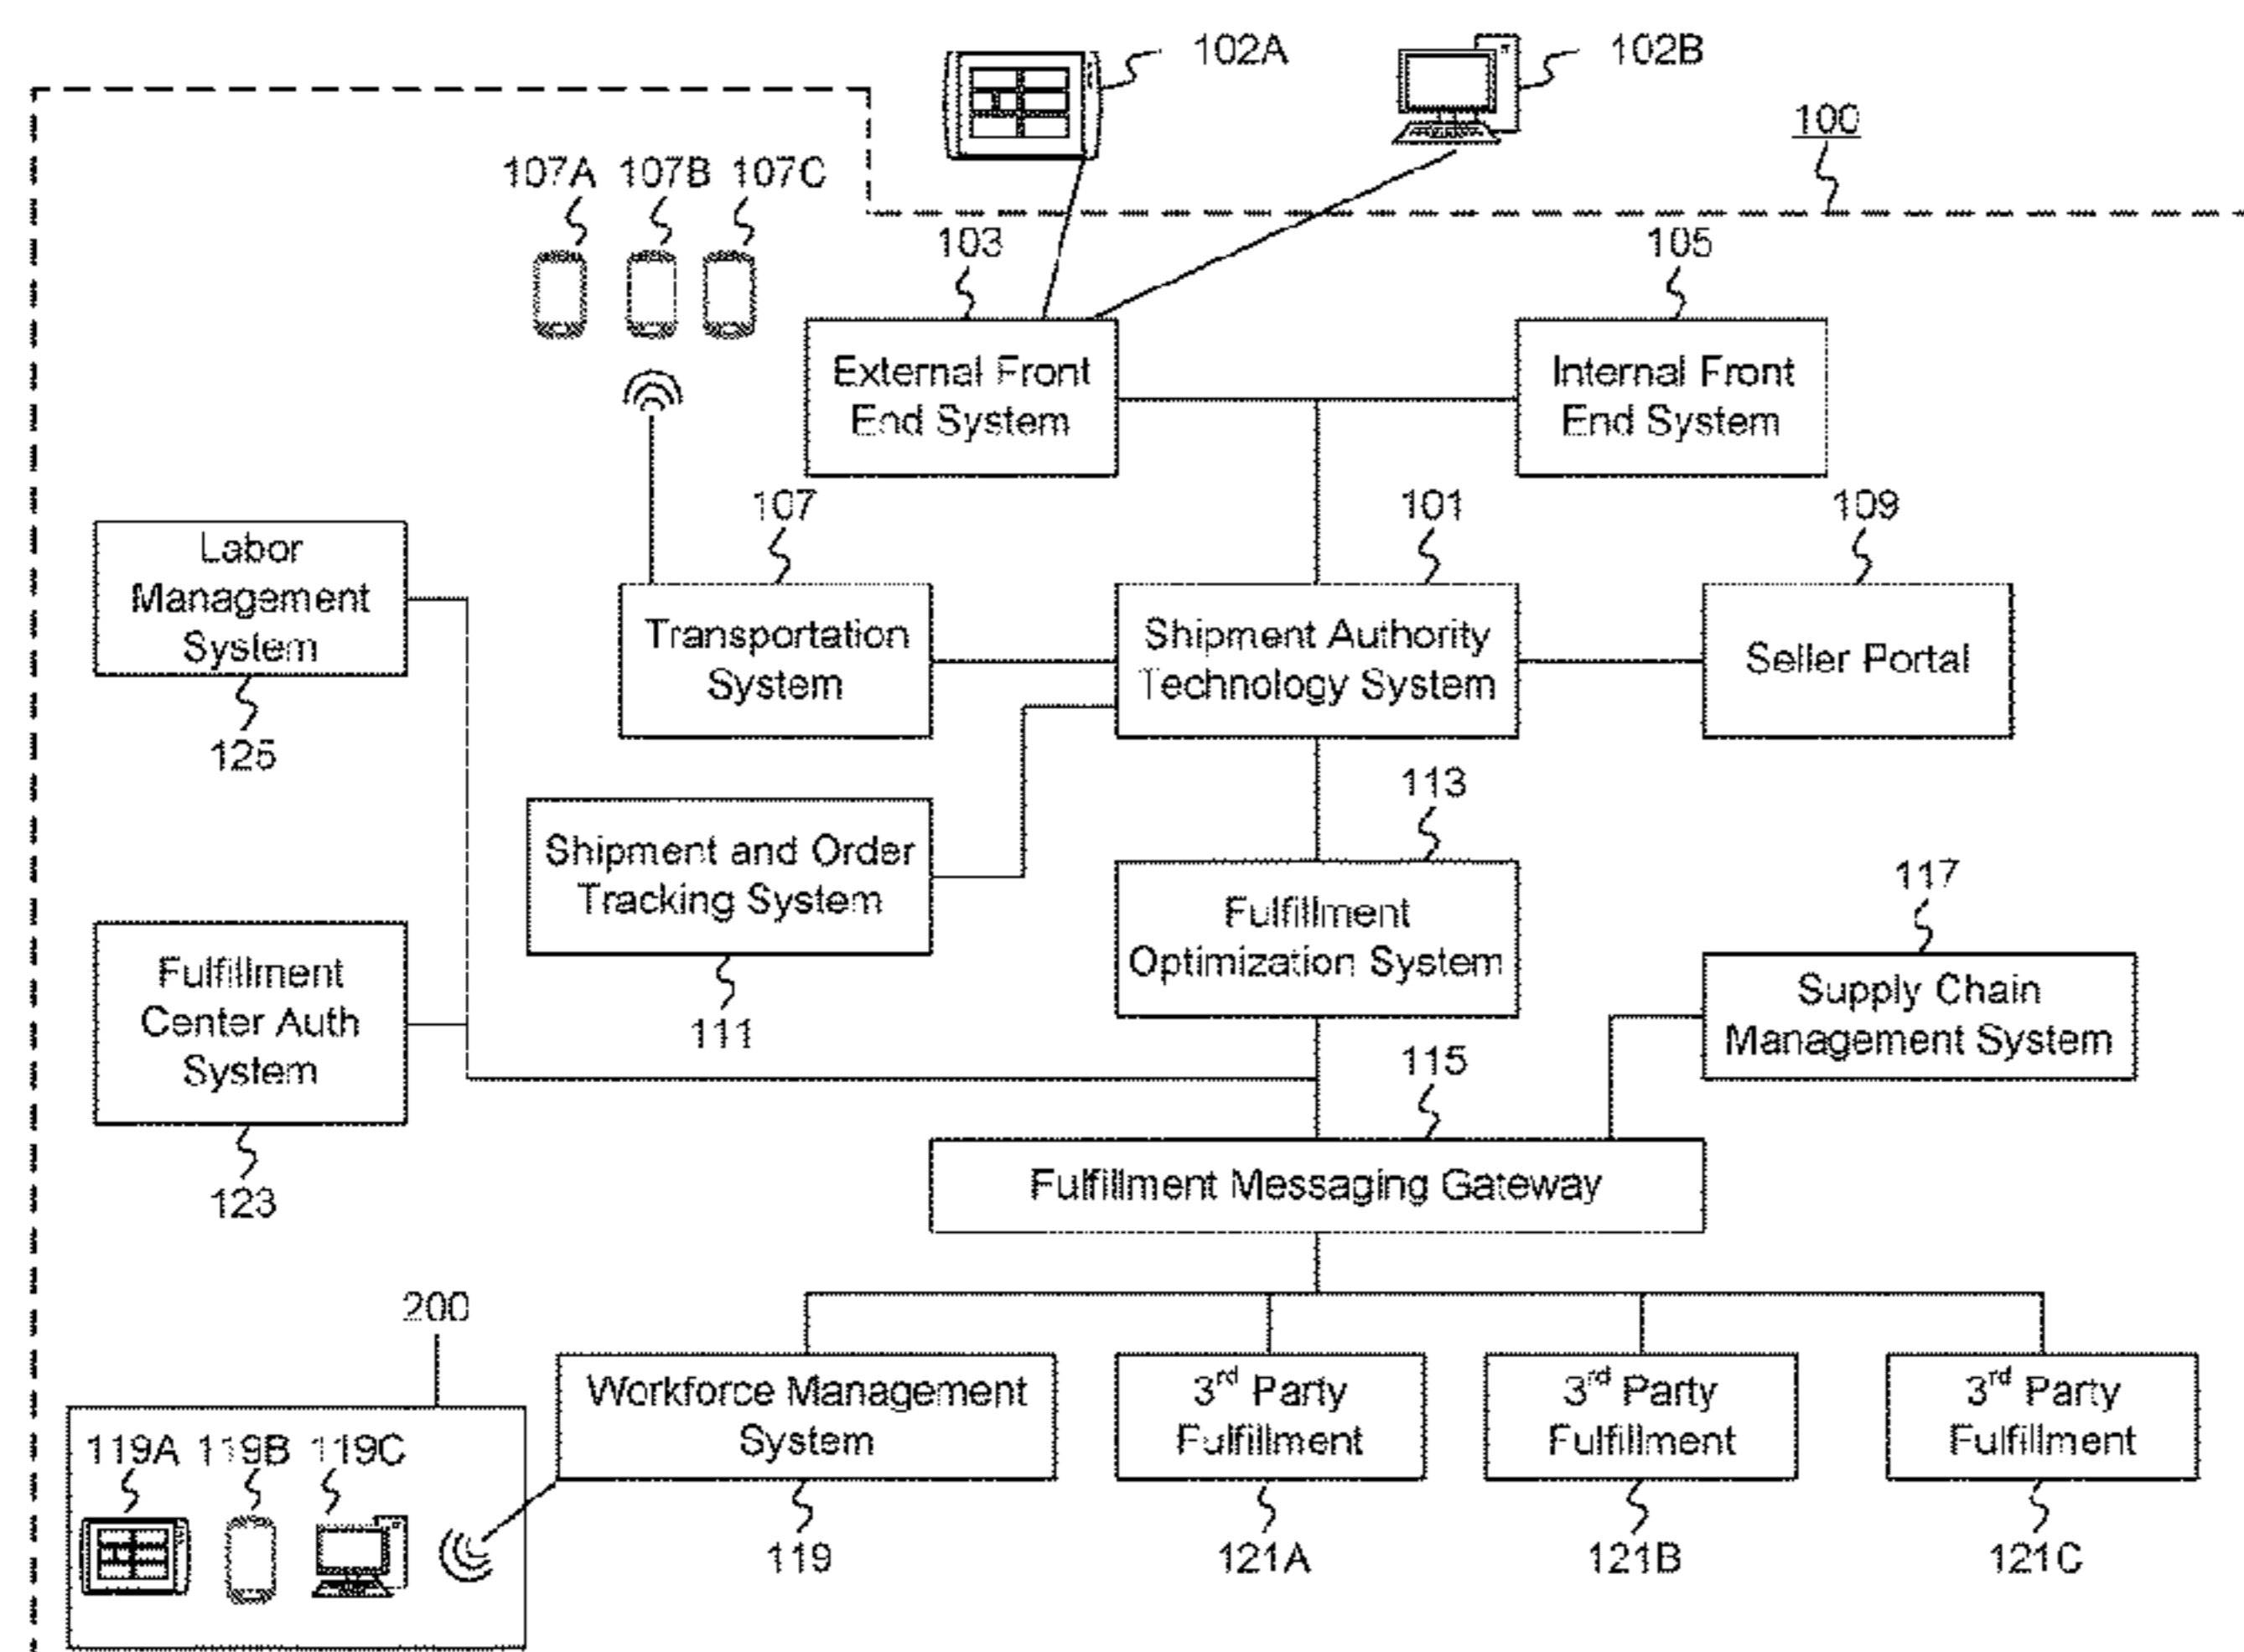 102A
102B
100
107A 107B 107C
103
105
External Front
End System
Internal Front
End System
107
101
109
Labor
Management
System
Transportation
System
Shipment Authority
Technology System
Seller Portal
125
113
Shipment and Order
Tracking System
117
Fulfillment
Optimization System
Fulfillment
Center Auth
System
Supply Chain
Management System
111
115
123
Fulfillment Messaging Gateway
200
Workforce Management
System
3rd Party
Fulfillment
3rd Party
Fulfillment
3rd Party
Fulfillment
119A 119B 119C
119
121A
121B
121C